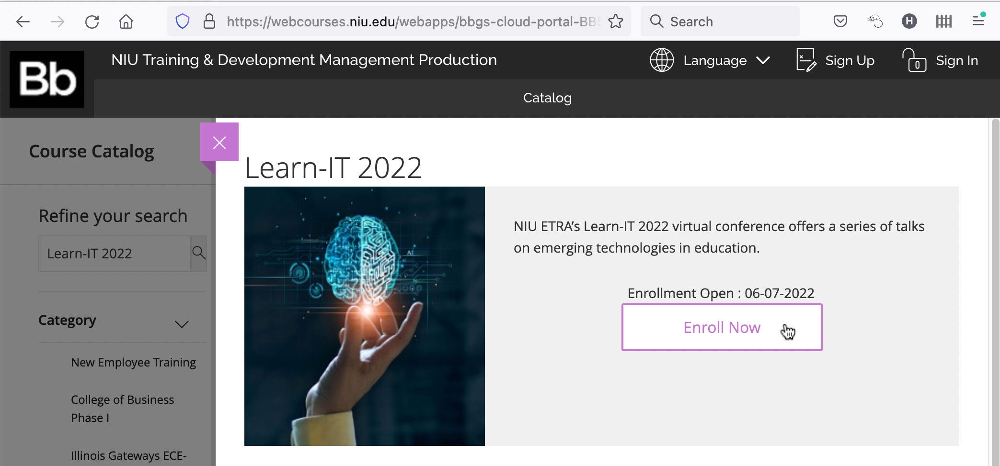 https://webcourses.niu.edu/webapps/bbgs-cloud-portal-BB5
Search
H
Bb
NIU Training & Development Management Production
Language
Sign Up
Sign In
Catalog
Course Catalog
Refine your search
Learn-IT 2022
Category
New Employee Training
College of Business
Phase I
Illinois Gateways ECE-
Learn-IT 2022
AI
NIU ETRA’s Learn-IT 2022 virtual conference offers a series of talks
on emerging technologies in education.
Enrollment Open : 06-07-2022
Enroll Now